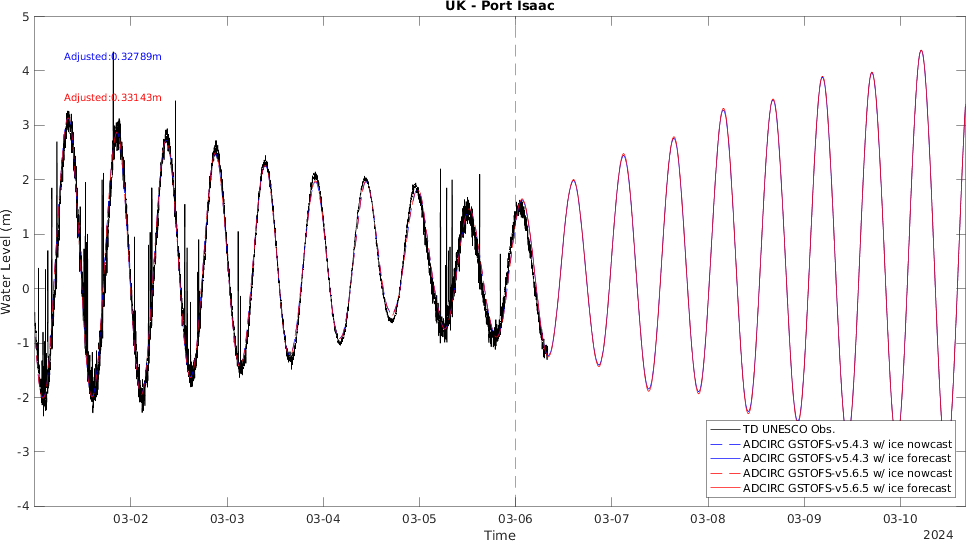 UK - Port Isaac
5
4
3
2
1
0
-1
-2
-3
-4
Water Level (m)
Adjusted:0.32789m
Adjusted:0.33143m
TD UNESCO Obs.
ADCIRC GSTOFS-v5.4.3 w/ ice nowcast
ADCIRC GSTOFS-v5.4.3 w/ ice forecast
ADCIRC GSTOFS-v5.6.5 w/ ice nowcast
ADCIRC GSTOFS-v5.6.5 w/ ice forecast
03-02 03-03 03-04 03-05 03-06 03-07 03-08 03-09 03-10
Time
2024